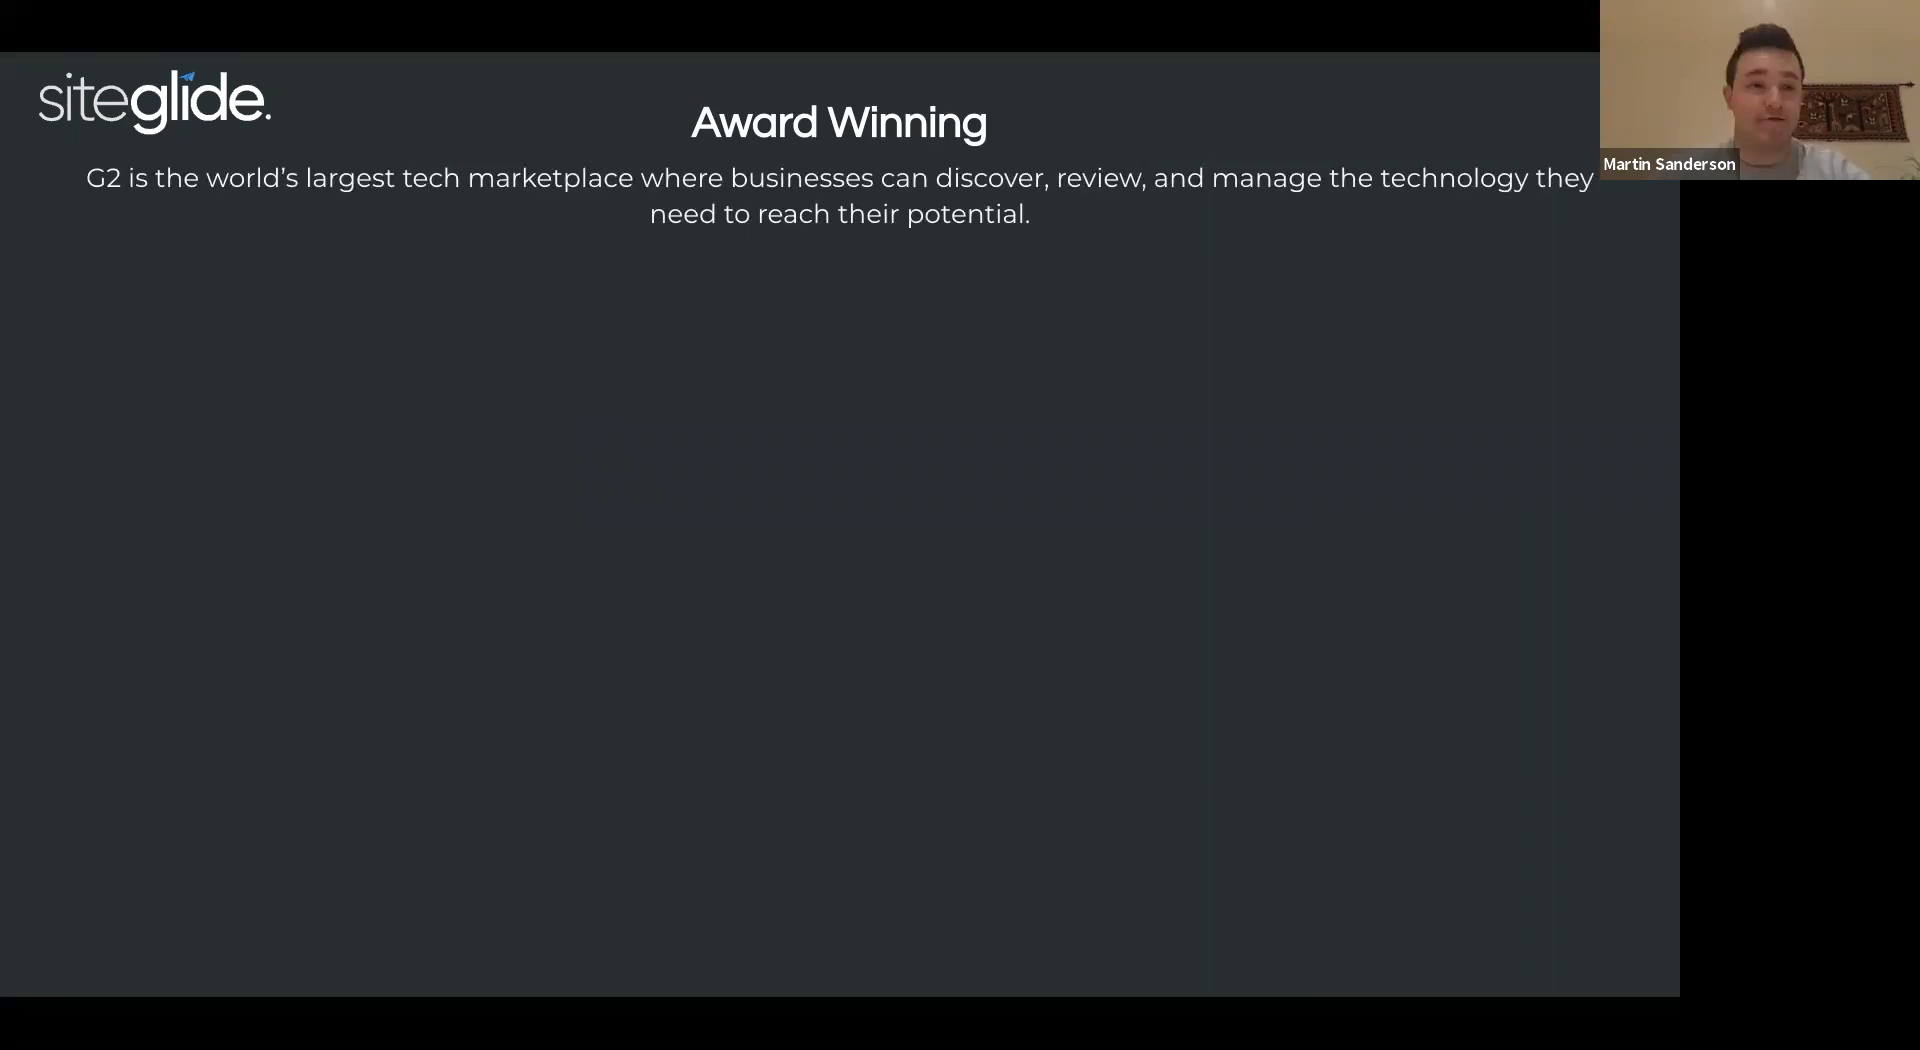 siteglide.
Award Winning
G2 is the world’s largest tech marketplace where businesses can discover, review, and manage the technology they
need to reach their potential.
Martin Sanderson